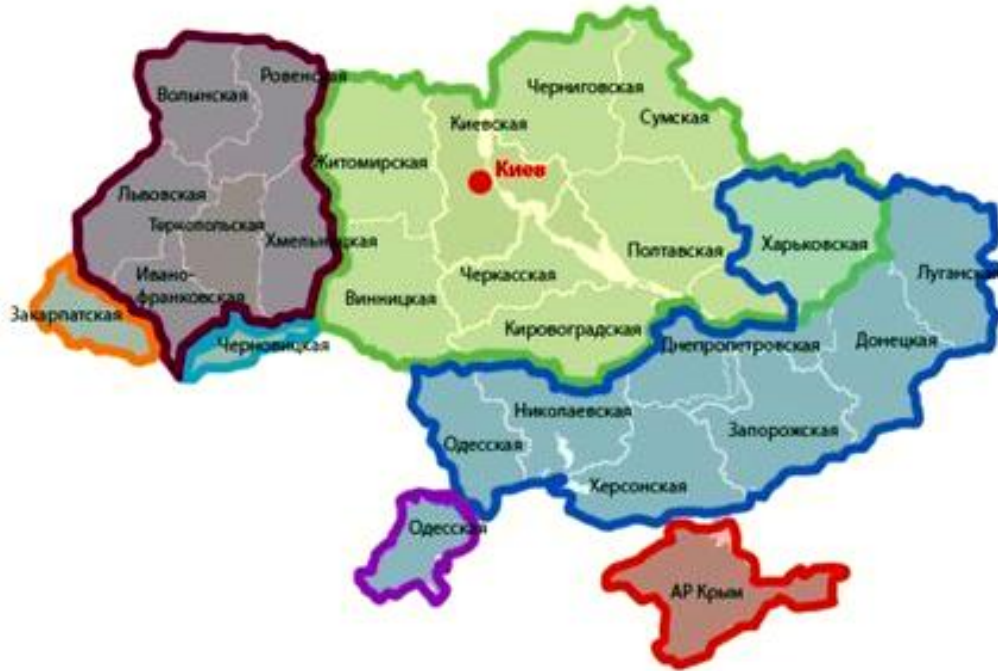 Ровенская
Волынская
Черниговская
Сумская
Киевская
Житомирская
Киев
Львовская
Тернопольская
Хмельницкая
Полтавская
Харьковская
Луганская
Ивано-
франковская
Черкасская
Винницкая
Закарпатская
Черновицкая
Кировоградская
Днепропетровская
Донецкая
Николаевская
Одесская
Запорожская
Херсонская
Одесская
АР Крым